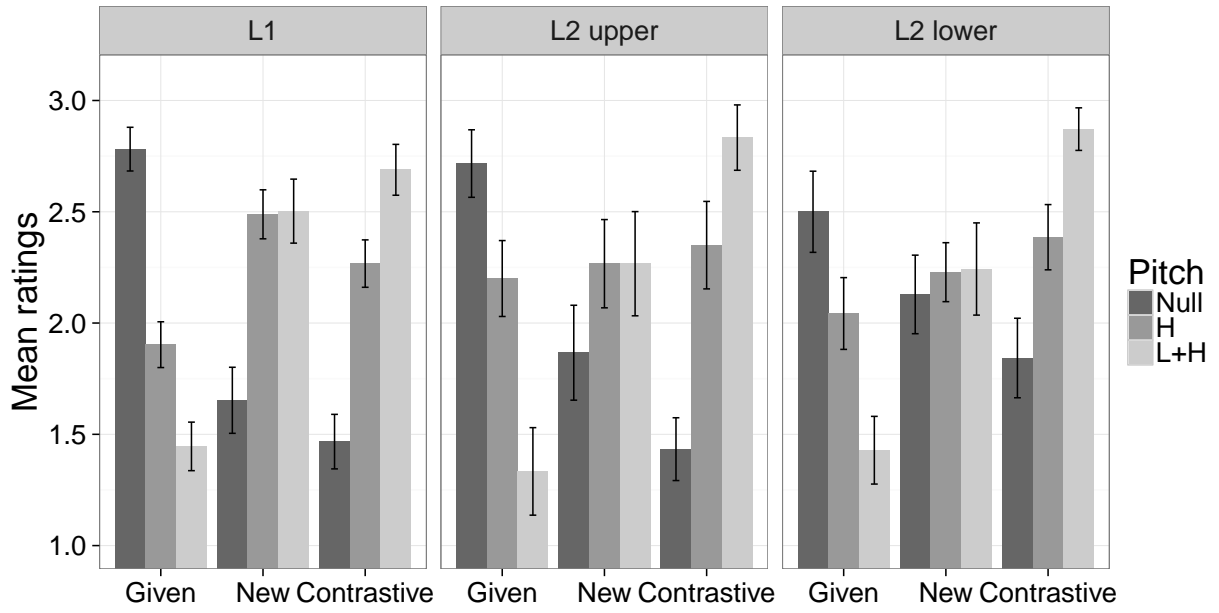 L1 L2 upper L2 lower
Mean ratings
3.0
2.5
2.0
1.5
1.0
Pitch
Null
H
L+H
Given New Contrastive Given New Contrastive Given New Contrastive